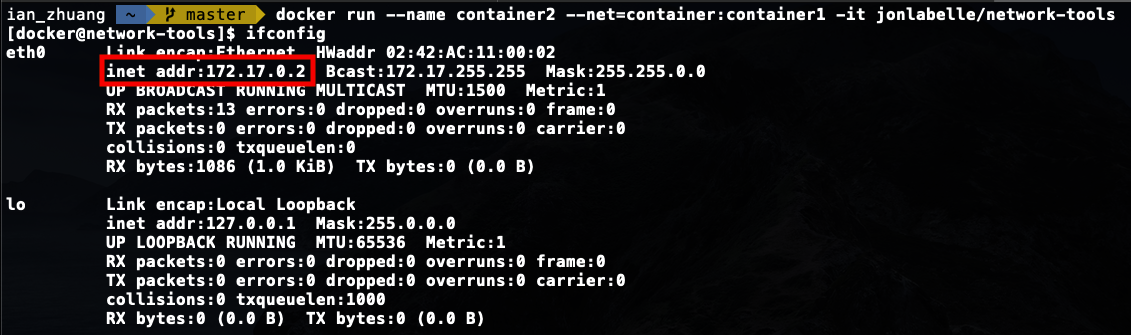 ian_zhuang ~ master docker run --name container2 --net=container:container1 -it jonlabelle/network-tools
[docker@network-tools]$ ifconfig
eth0 Link encap:Ethernet HWaddr 02:42:AC:11:00:02
inet addr:172.17.0.2 Bcast:172.17.255.255 Mask:255.255.0.0
UP BROADCAST RUNNING MULTICAST MTU:1500 Metric:1
RX packets:13 errors:0 dropped:0 overruns:0 frame:0
TX packets:0 errors:0 dropped:0 overruns:0 carrier:0
collisions:0 txqueuelen:0
RX bytes:1086 (1.0 KiB) TX bytes:0 (0.0 B)
lo Link encap:Local Loopback
inet addr:127.0.0.1 Mask:255.0.0.0
UP LOOPBACK RUNNING MTU:65536 Metric:1
RX packets:0 errors:0 dropped:0 overruns:0 frame:0
TX packets:0 errors:0 dropped:0 overruns:0 carrier:0
collisions:0 txqueuelen:1000
RX bytes:0 (0.0 B) TX bytes:0 (0.0 B)